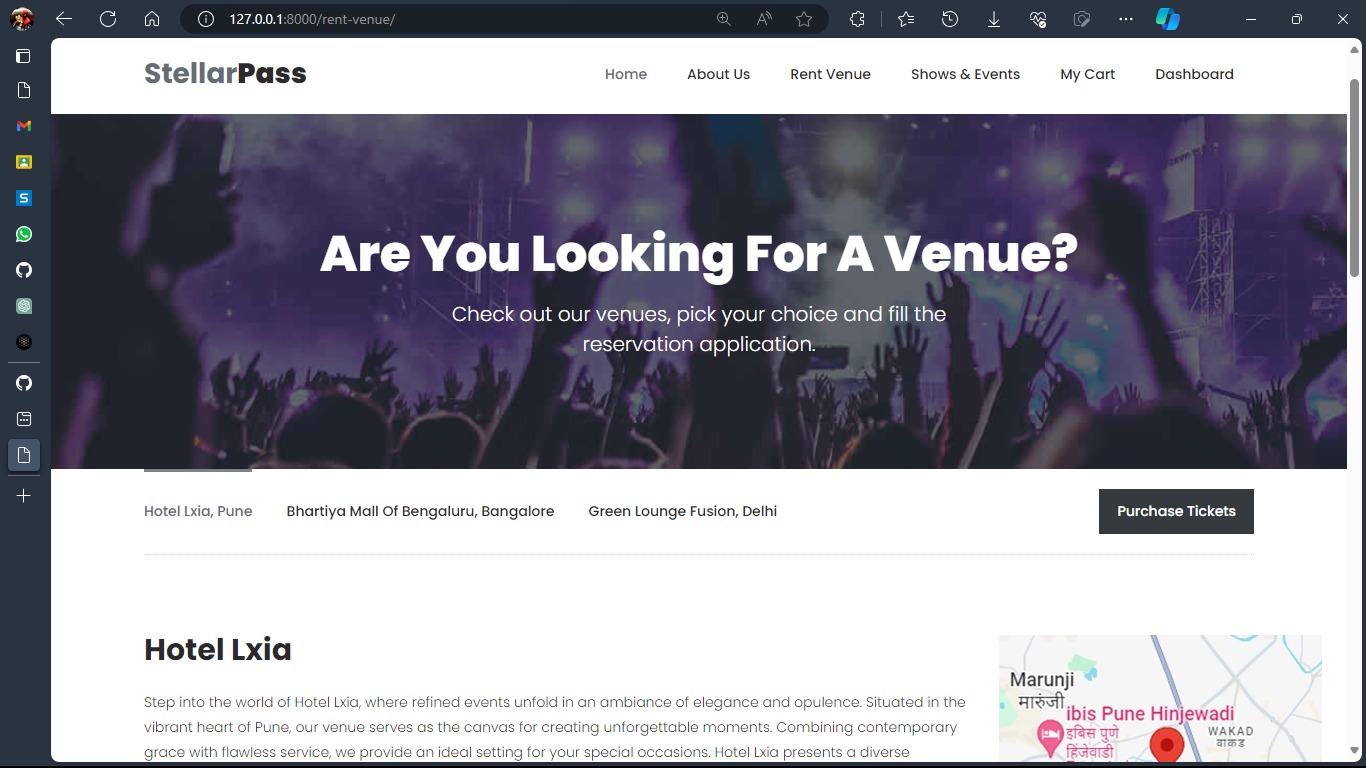 127.0.0.1:8000/rent-venue/
StellarPass
Home About Us Rent Venue Shows & Events My Cart Dashboard
Are You Looking For A Venue?
Check out our venues, pick your choice and fill the
reservation application.
Hotel Lxia, Pune Bhartiya Mall Of Bengaluru, Bangalore Green Lounge Fusion, Delhi Purchase Tickets
Hotel Lxia
Step into the world of Hotel Lxia, where refined events unfold in an ambiance of elegance and opulence. Situated in the
vibrant heart of Pune, our venue serves as the canvas for creating unforgettable moments. Combining contemporary
grace with flawless service, we provide an ideal setting for your special occasions. Hotel Lxia presents a diverse
Marunji
मारुंजी
ibis Pune Hinjewadi
इबिस पुणे
हिंजेवाडी
WAKAD
वाकड